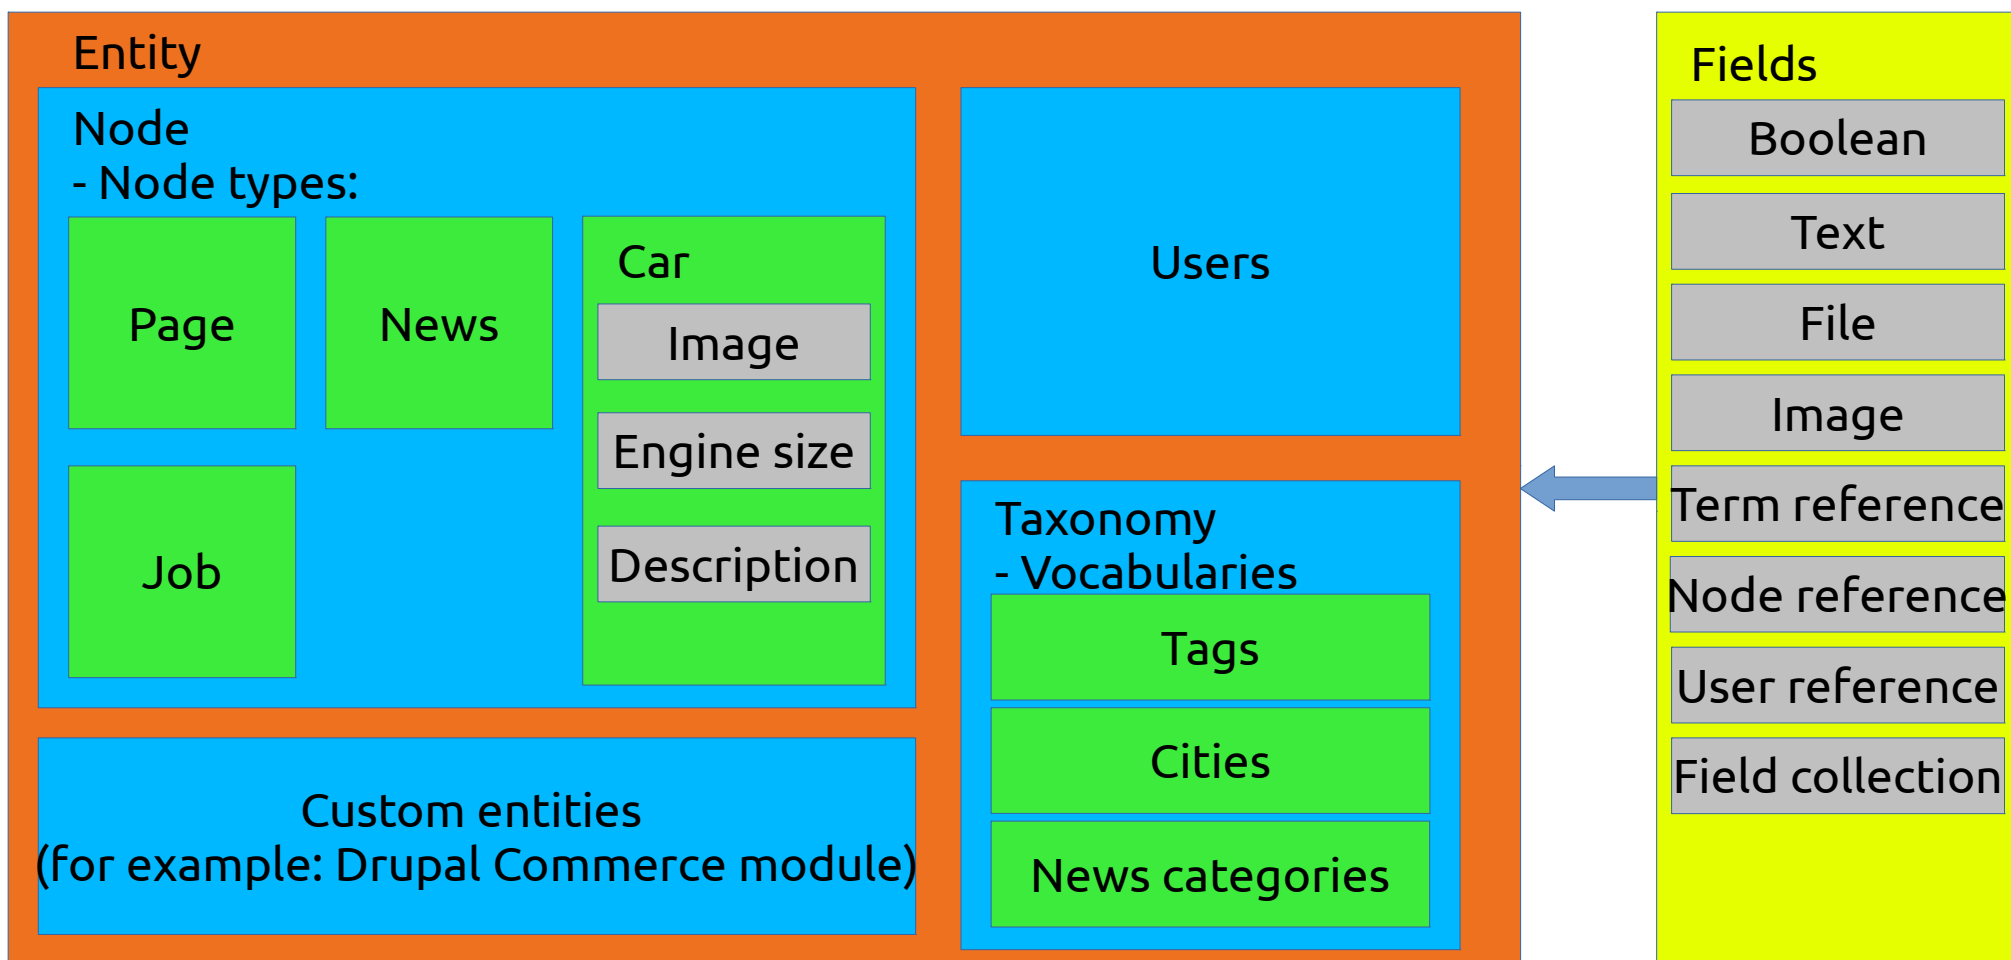 Entity
Node
- Node types:
Page
News
Car
Image
Engine size
Description
Job
Custom entities
(for example: Drupal Commerce module)
Users
Taxonomy
- Vocabularies
Tags
Cities
News categories
Fields
Boolean
Text
File
Image
Term reference
Node reference
User reference
Field collection